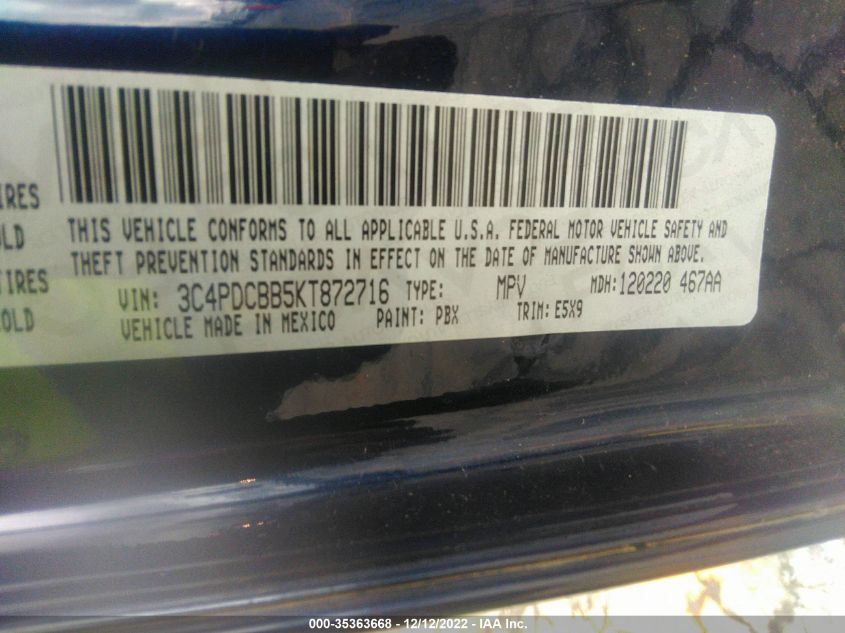 IRES
OLD
TIRES
COLD
THIS VEHICLE CONFORMS TO ALL APPLICABLE U.S.A. FEDERAL MOTOR VEHICLE SAFETY AND
THEFT PREVENTION STANDARDS IN EFFECT ON THE DATE OF MANUFACTURE SHOWN ABOVE.
VIN: 3C4PDCBB5KT872716 TYPE: MPV MDH:120220 467AA
VEHICLE MADE IN MEXICO PAINT: PBX TRIM: E5X9
000-35363668 - 12/12/2022 - IAA Inc.